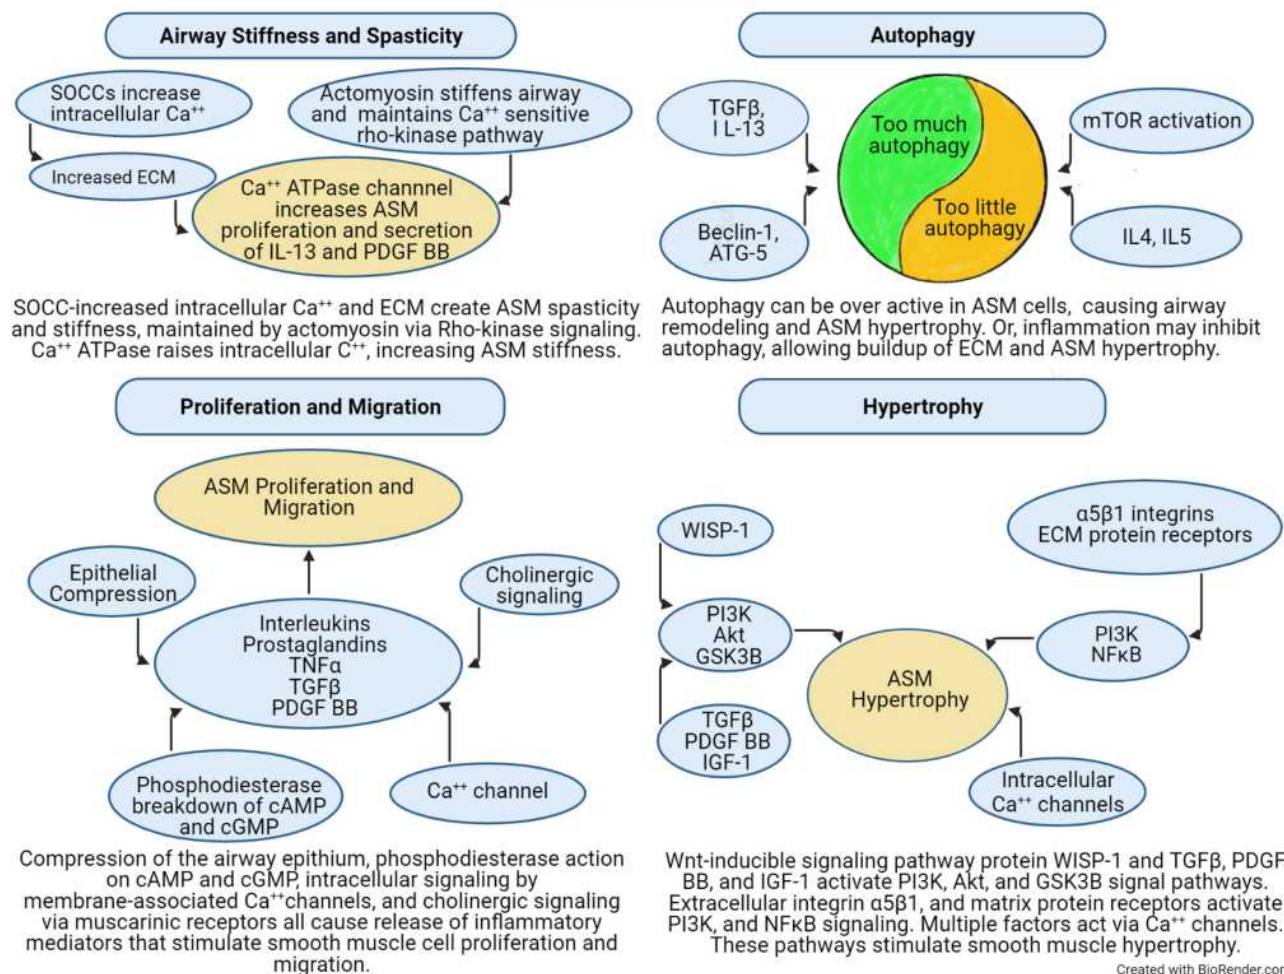 Airway Stiffness and Spasticity
SOCCs increase
intracellular Ca⁺⁺
Actomyosin stiffens airway
and maintains Ca⁺⁺ sensitive
rho-kinase pathway
Increased ECM
Ca⁺⁺ ATPase channnel
increases ASM
proliferation and secretion
of IL-13 and PDGF BB
SOCC-increased intracellular Ca⁺⁺ and ECM create ASM spasticity
and stiffness, maintained by actomyosin via Rho-kinase signaling.
Ca⁺⁺ ATPase raises intracellular C⁺⁺, increasing ASM stiffness.
Autophagy
TGFβ,
I L-13
Too much
autophagy
mTOR activation
Beclin-1,
ATG-5
Too little
autophagy
IL4, IL5
Autophagy can be over active in ASM cells, causing airway
remodeling and ASM hypertrophy. Or, inflammation may inhibit
autophagy, allowing buildup of ECM and ASM hypertrophy.
Proliferation and Migration
ASM Proliferation and
Migration
Epithelial
Compression
Cholinergic
signaling
Interleukins
Prostaglandins
TNFα
TGFβ
PDGF BB
Phosphodiesterase
breakdown of cAMP
and cGMP
Ca⁺⁺ channel
Compression of the airway epithium, phosphodiesterase action
on cAMP and cGMP, intracellular signaling by
membrane-associated Ca⁺⁺channels, and cholinergic signaling
via muscarinic receptors all cause release of inflammatory
mediators that stimulate smooth muscle cell proliferation and
migration.
Hypertrophy
WISP-1
α5β1 integrins
ECM protein receptors
PI3K
Akt
GSK3B
PI3K
NFκB
ASM
Hypertrophy
TGFβ
PDGF BB
IGF-1
Intracellular
Ca⁺⁺ channels
Wnt-inducible signaling pathway protein WISP-1 and TGFβ, PDGF
BB, and IGF-1 activate PI3K, Akt, and GSK3B signal pathways.
Extracellular integrin α5β1, and matrix protein receptors activate
PI3K, and NFκB signaling. Multiple factors act via Ca⁺⁺ channels.
These pathways stimulate smooth muscle hypertrophy.
Created with BioRender.com